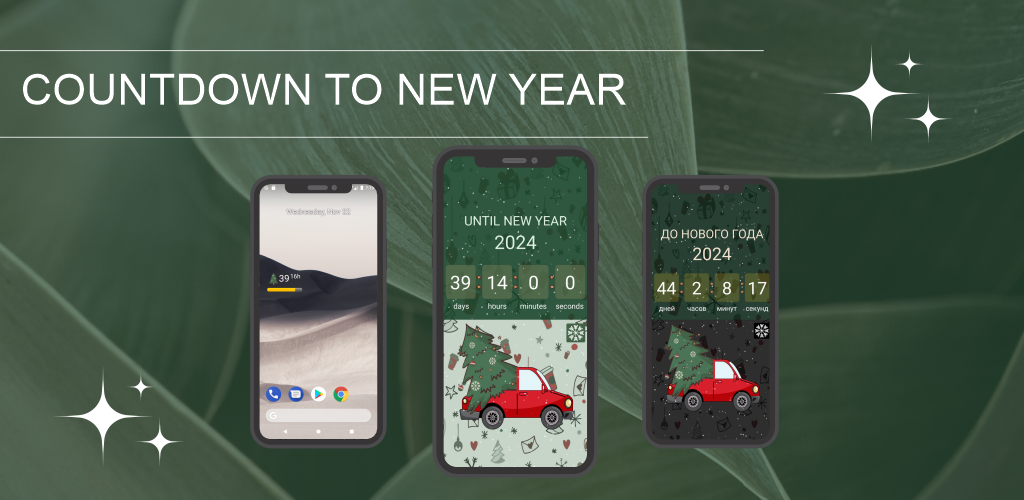 COUNTDOWN TO NEW YEAR
Wednesday, Nov 22
39 16h
G
UNTIL NEW YEAR
2024
39 : 14 : 0 : 0
days hours minutes seconds
ДО НОВОГО ГОДА
2024
44 : 2 : 8 : 17
дней часов минут секунд